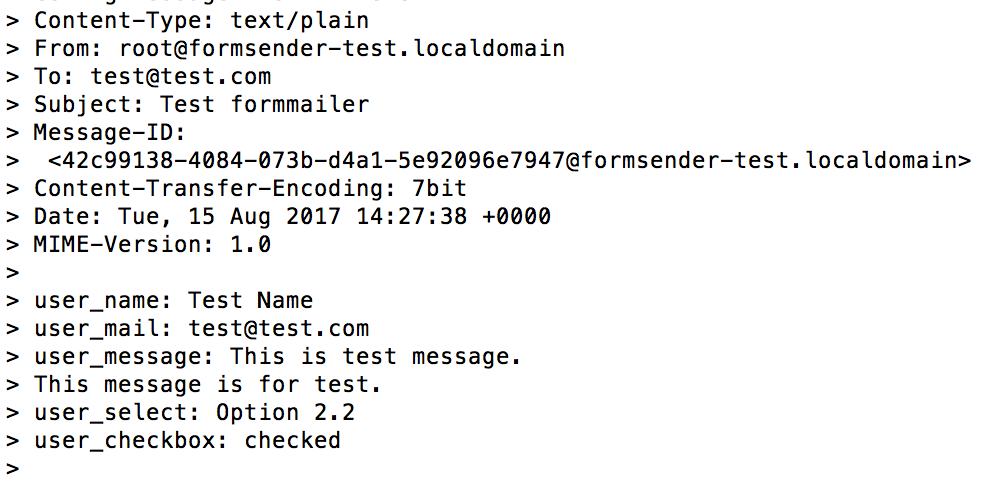 > Content-Type: text/plain
> From: root@formsender-test.localdomain
> To: test@test.com
> Subject: Test formmailer
> Message-ID:
>  <42c99138-4084-073b-d4a1-5e92096e7947@formsender-test.localdomain>
> Content-Transfer-Encoding: 7bit
> Date: Tue, 15 Aug 2017 14:27:38 +0000
> MIME-Version: 1.0
>
> user_name: Test Name
> user_mail: test@test.com
> user_message: This is test message.
> This message is for test.
> user_select: Option 2.2
> user_checkbox: checked
>